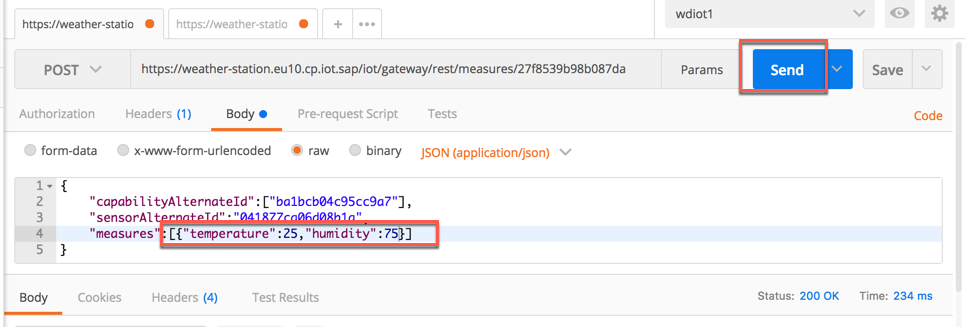 https://weather-statio https://weather-statio + ••• wdiot1
POST https://weather-station.eu10.cp.iot.sap/iot/gateway/rest/measures/27f8539b98b087da Params Send Save
Authorization Headers (1) Body Pre-request Script Tests Code
form-data x-www-form-urlencoded raw binary JSON (application/json)
1 {
2 "capabilityAlternateId":["ba1bcb04c95cc9a7"],
3 "sensorAlternateId":"041877ca06d08b1a",
4 "measures":[{"temperature":25,"humidity":75}]
5 }
Body Cookies Headers (4) Test Results Status: 200 OK Time: 234 ms